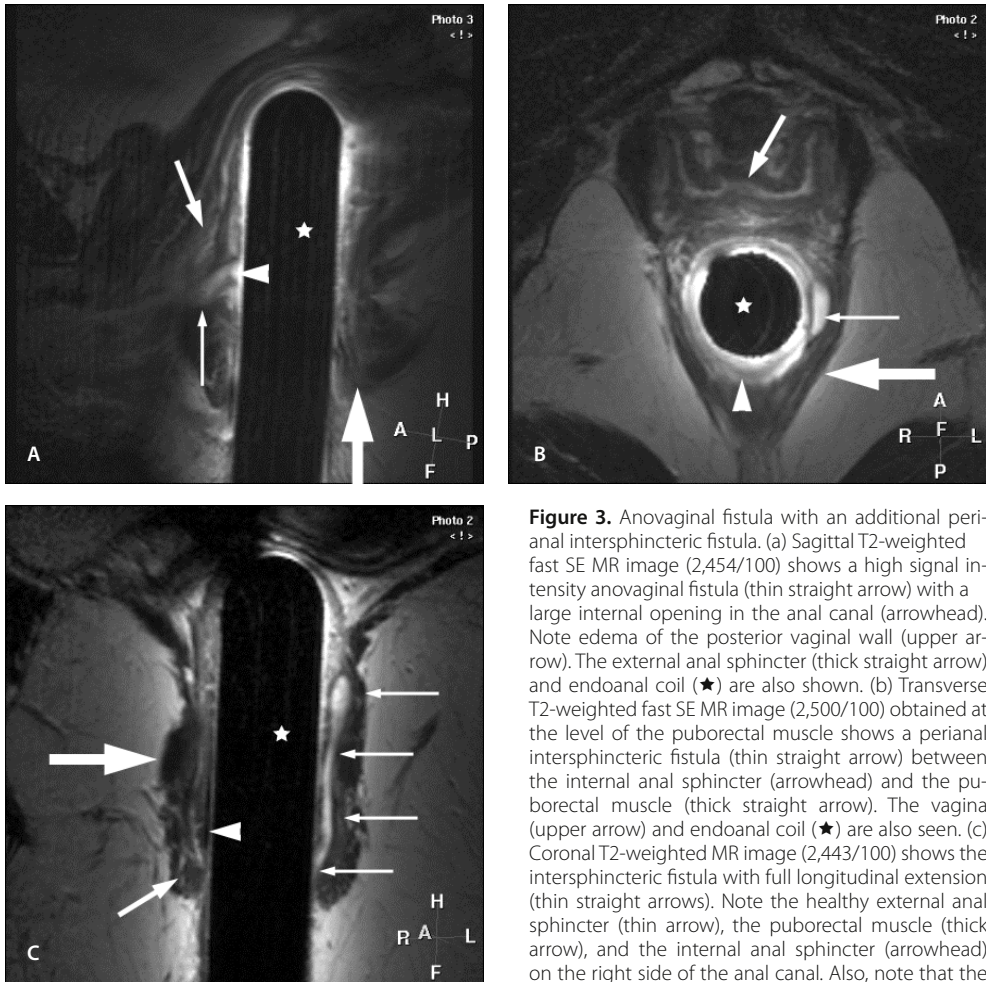 Photo 3
< ! >
H
A L P
F
A
Photo 2
< ! >
A
R F L
P
B
Photo 2
H
R A L
F
C
Figure 3. Anovaginal fistula with an additional peri-
anal intersphincteric fistula. (a) Sagittal T2-weighted
fast SE MR image (2,454/100) shows a high signal in-
tensity anovaginal fistula (thin straight arrow) with a
large internal opening in the anal canal (arrowhead).
Note edema of the posterior vaginal wall (upper ar-
row). The external anal sphincter (thick straight arrow)
and endoanal coil (★) are also shown. (b) Transverse
T2-weighted fast SE MR image (2,500/100) obtained at
the level of the puborectal muscle shows a perianal
intersphincteric fistula (thin straight arrow) between
the internal anal sphincter (arrowhead) and the pu-
borectal muscle (thick straight arrow). The vagina
(upper arrow) and endoanal coil (★) are also seen. (c)
Coronal T2-weighted MR image (2,443/100) shows the
intersphincteric fistula with full longitudinal extension
(thin straight arrows). Note the healthy external anal
sphincter (thin arrow), the puborectal muscle (thick
arrow), and the internal anal sphincter (arrowhead)
on the right side of the anal canal. Also, note that the